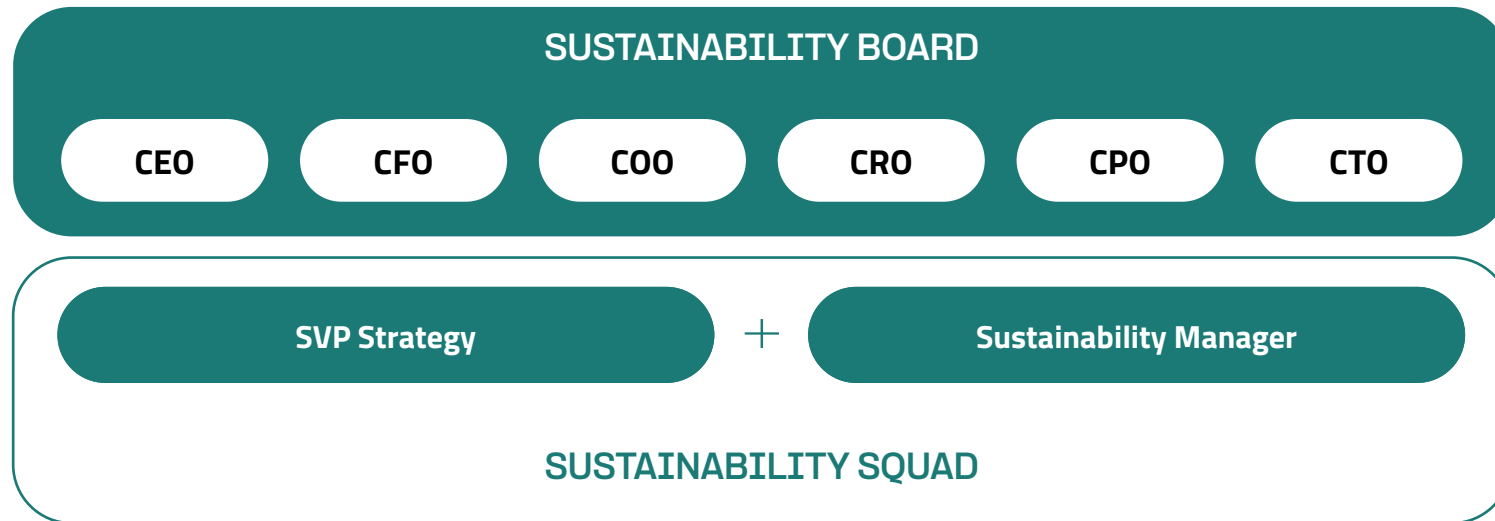 SUSTAINABILITY BOARD
CEO CFO COO CRO CPO CTO
SVP Strategy + Sustainability Manager
SUSTAINABILITY SQUAD